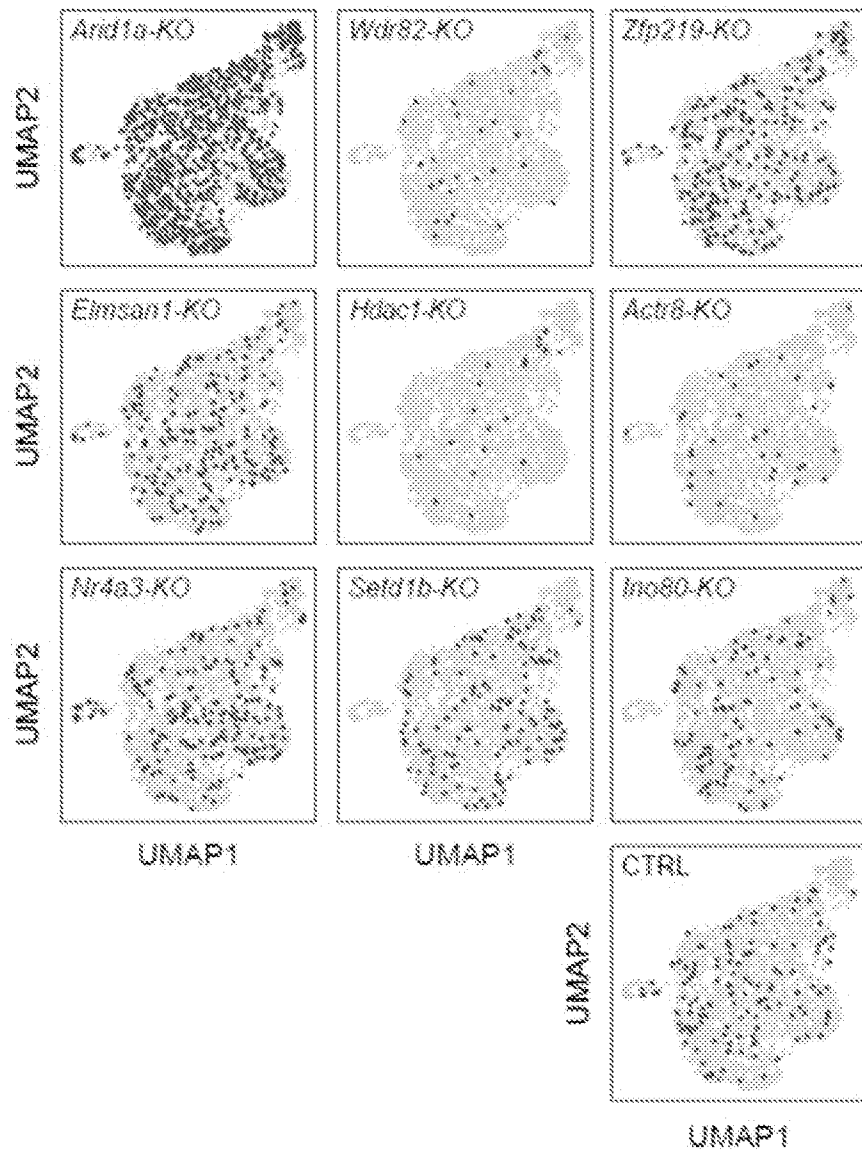 Arid1a-KO Wdr82-KO Zfp219-KO
UMAP2
Elmsan1-KO Hdac1-KO Actr8-KO
UMAP2
Nr4a3-KO Setd1b-KO Ino80-KO
UMAP2
UMAP1 UMAP1
CTRL
UMAP2
UMAP1